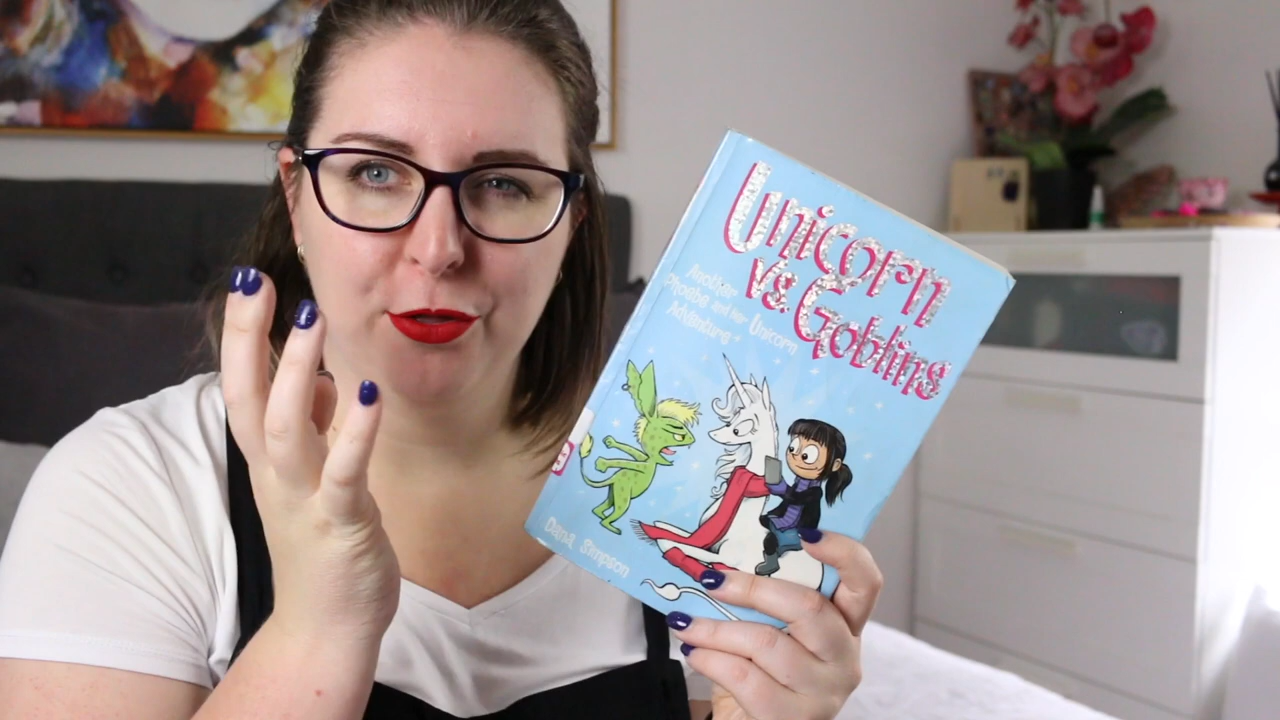 Unicorn
vs. Goblins
Another
Phoebe and Her Unicorn
Adventure
Dana Simpson